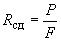 R_сд = P/F